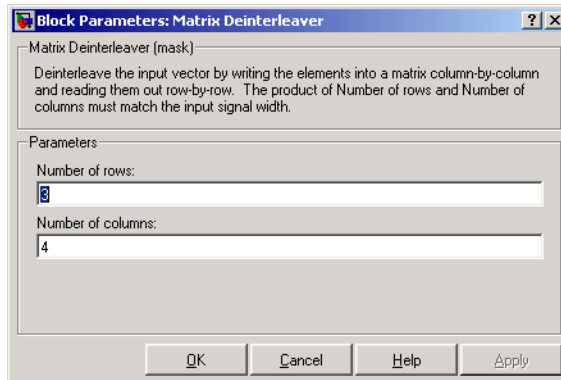 Block Parameters: Matrix Deinterleaver
Matrix Deinterleaver (mask)
Deinterleave the input vector by writing the elements into a matrix column-by-column
and reading them out row-by-row. The product of Number of rows and Number of
columns must match the input signal width.
Parameters
Number of rows:
3
Number of columns:
4
OK Cancel Help Apply